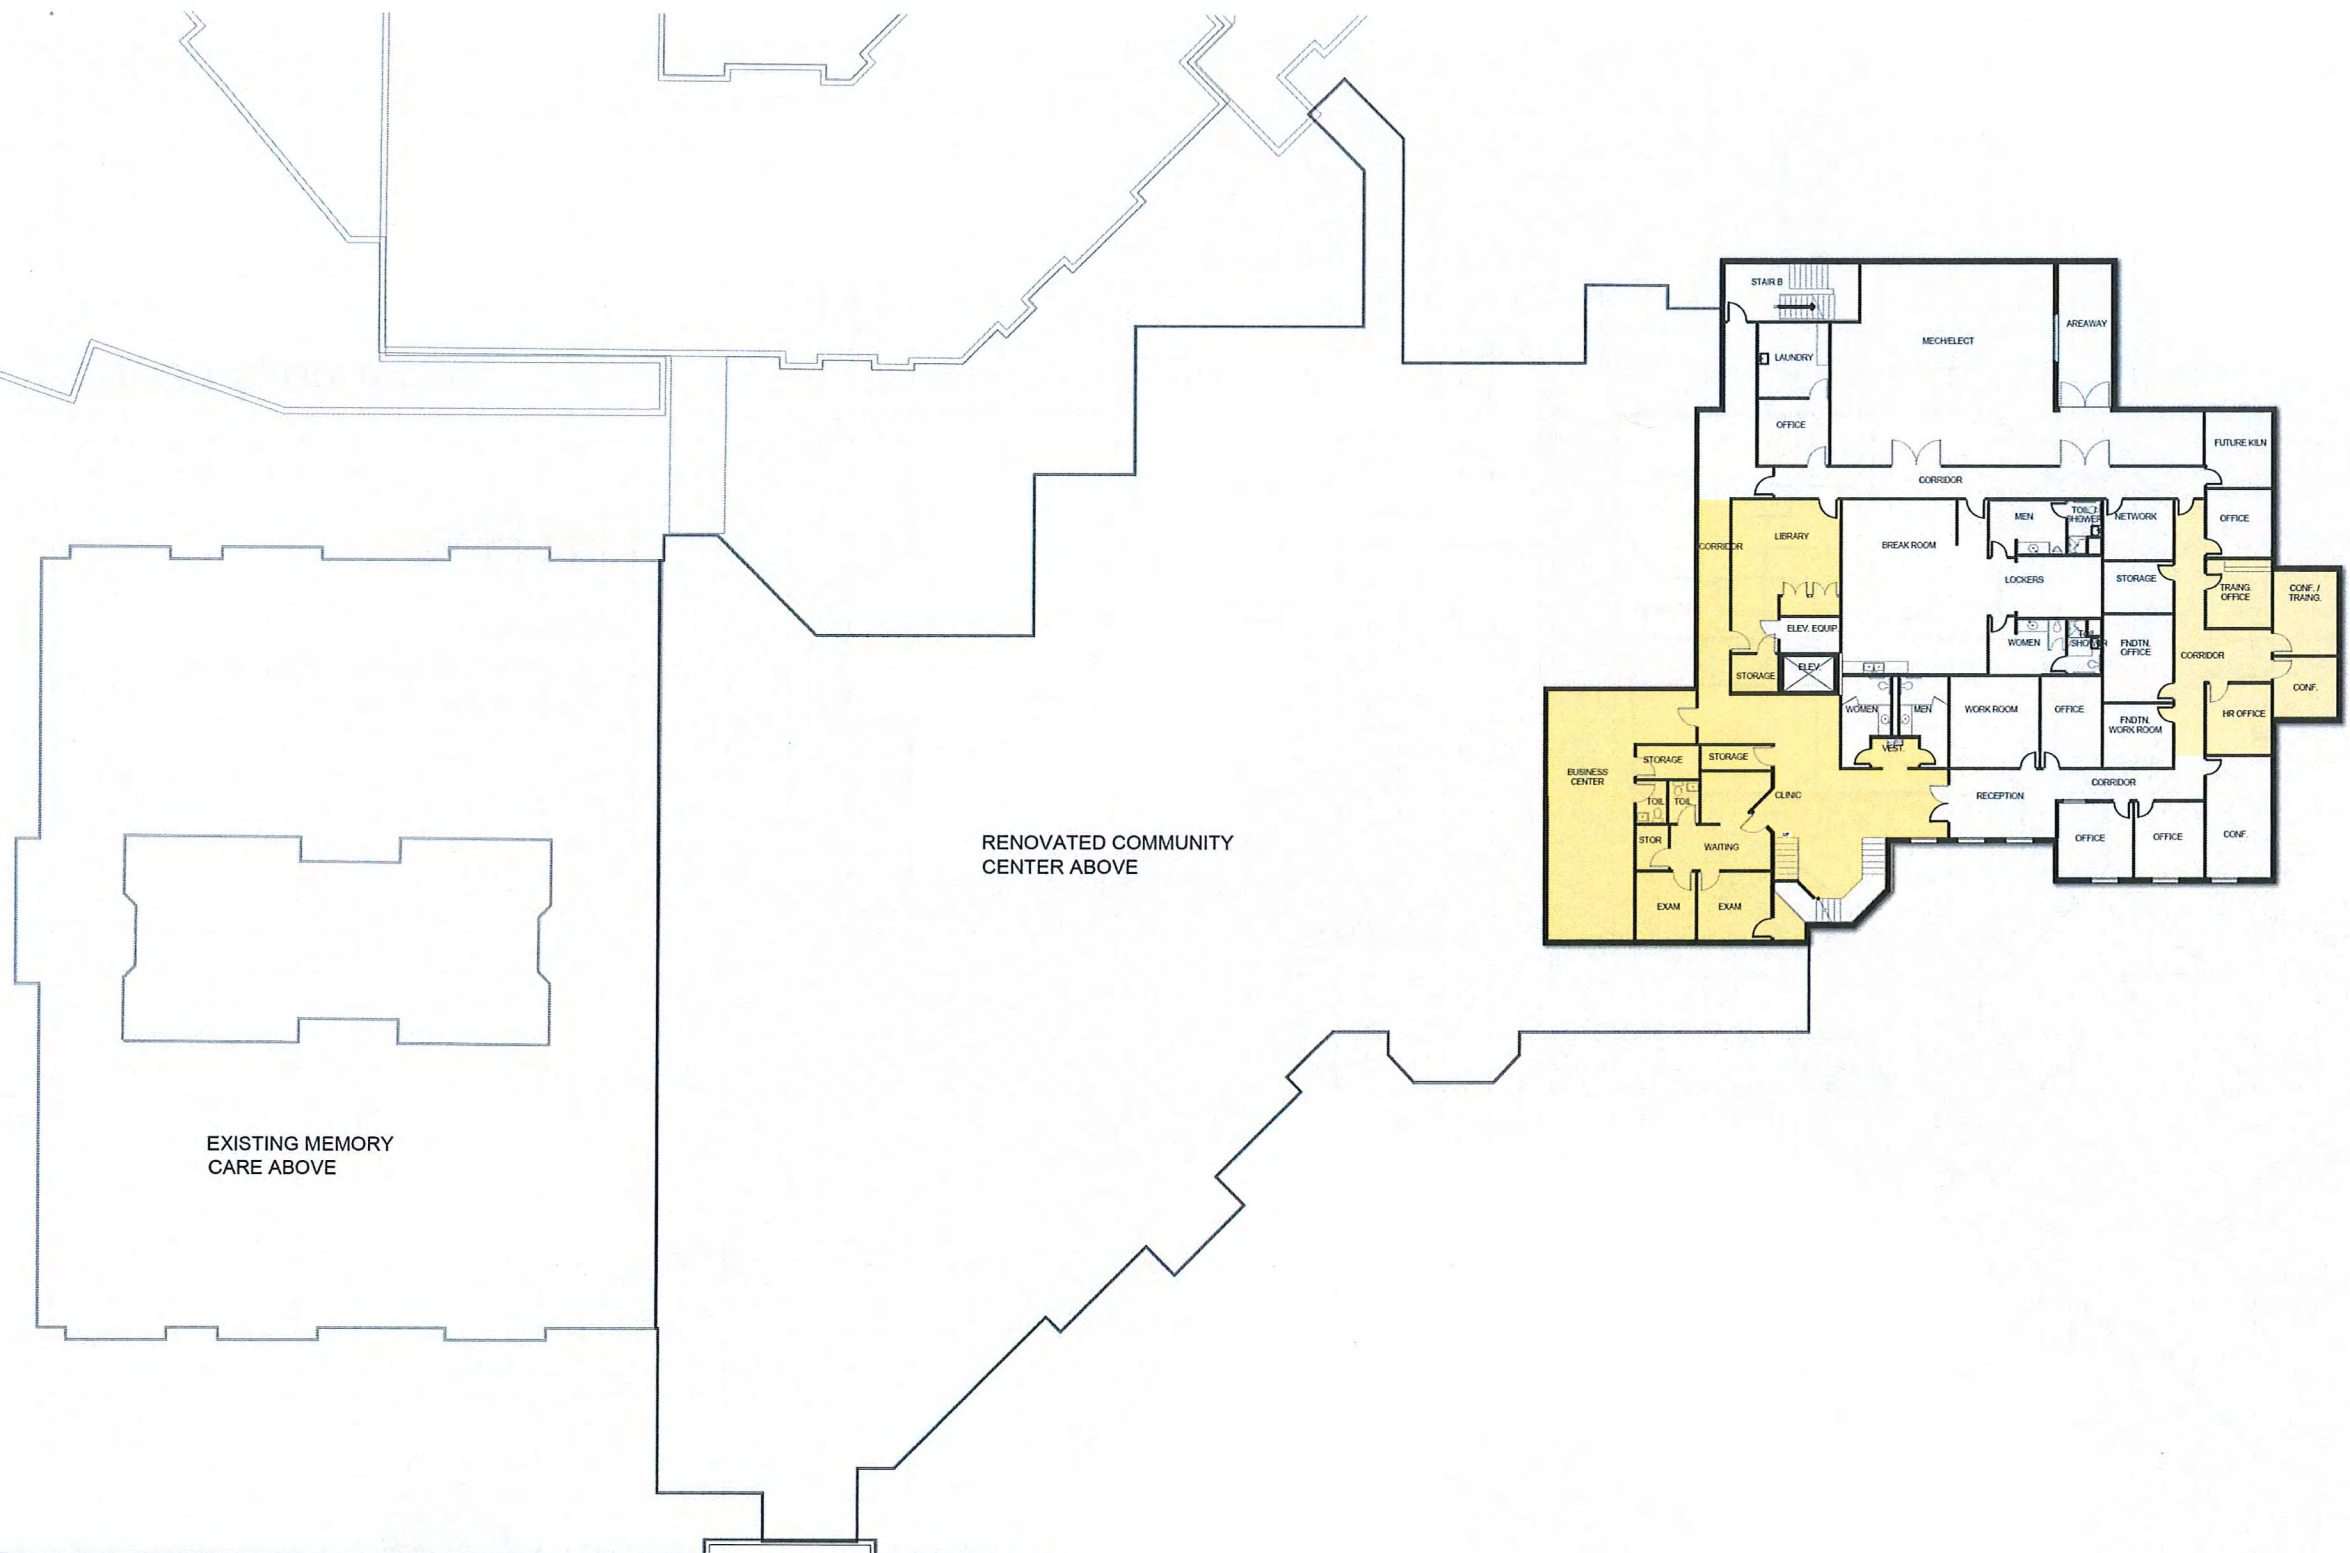 STAIR B
MECH/ELECT
AREAWAY
LAUNDRY
OFFICE
FUTURE KILN
CORRIDOR
LIBRARY
CORRIDOR
BREAK ROOM
MEN
SHOWER
NETWORK
OFFICE
LOCKERS
STORAGE
TRAING.
OFFICE
CONF. /
TRAING.
ELEV. EQUIP.
WOMEN
/SHOWER
FNDTN.
OFFICE
CORRIDOR
ELEV.
STORAGE
CONF.
WOMEN
MEN
WORK ROOM
OFFICE
HR OFFICE
FNDTN.
WORK ROOM
VEST.
STORAGE
STORAGE
BUSINESS
CENTER
CORRIDOR
CLINIC
RECEPTION
TOIL.
TOIL.
UP
STOR
WAITING
OFFICE
OFFICE
CONF.
EXAM
EXAM
RENOVATED COMMUNITY
CENTER ABOVE
EXISTING MEMORY
CARE ABOVE